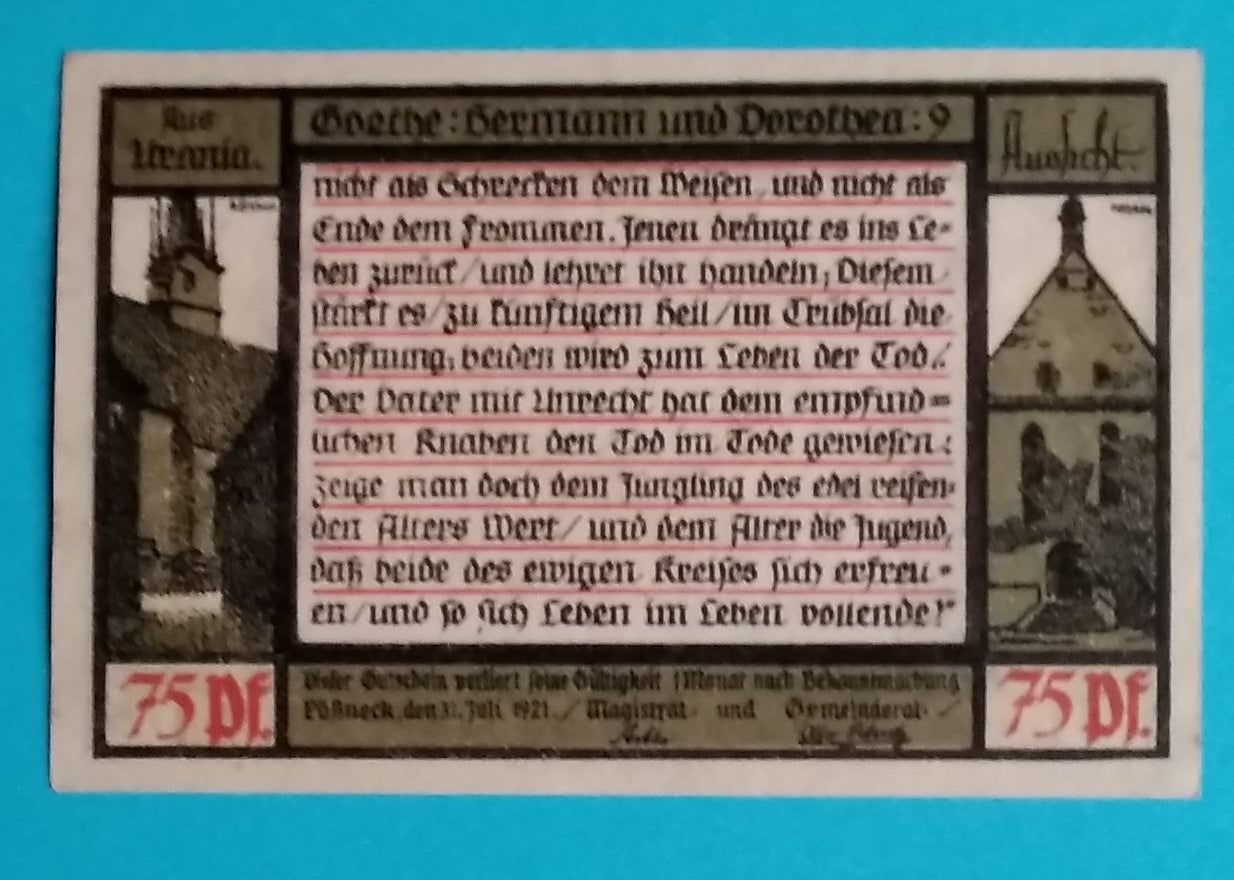 Aus
Urania.
Goethe: Hermann und Dorothea: 9
Aussicht.
nicht als Schrecken dem Weisen, und nicht als
Ende dem Frommen. Jenen drängt es ins Le-
ben zurück/und lehret ihn handeln; Diesem
stärkt es/zu künftigem Heil/im Trübsal die
Hoffnung; beiden wird zum Leben der Tod.
Der Vater mit Unrecht hat dem empfind=
lichen Knaben den Tod im Tode gewiesen:
zeige man doch dem Jüngling des edel reifen-
den Alters Wert/und dem Alter die Jugend,
daß beide des ewigen Kreises sich erfreu-
en/und so sich Leben im Leben vollende!"
75 Pf.
Dieser Gutschein verliert seine Gültigkeit 1 Monat nach Bekanntmachung
Pößneck, den 31. Juli 1921 / Magistrat und Gemeinderat
75 Pf.